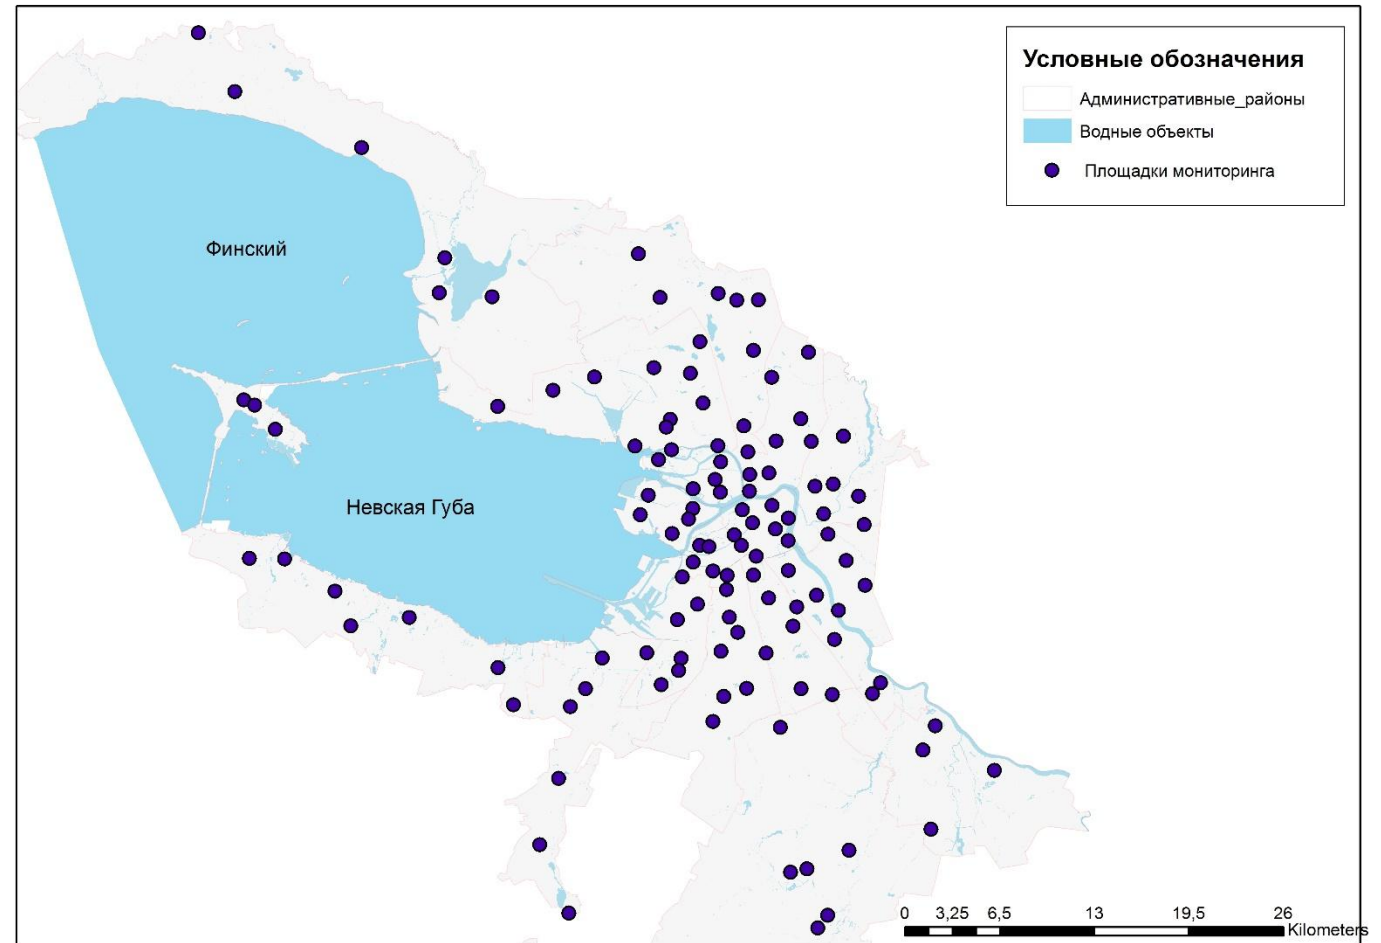 Условные обозначения
Административные_районы
Водные объекты
Площадки мониторинга
Финский
Невская Губа
0 3,25 6,5 13 19,5 26
Kilometers